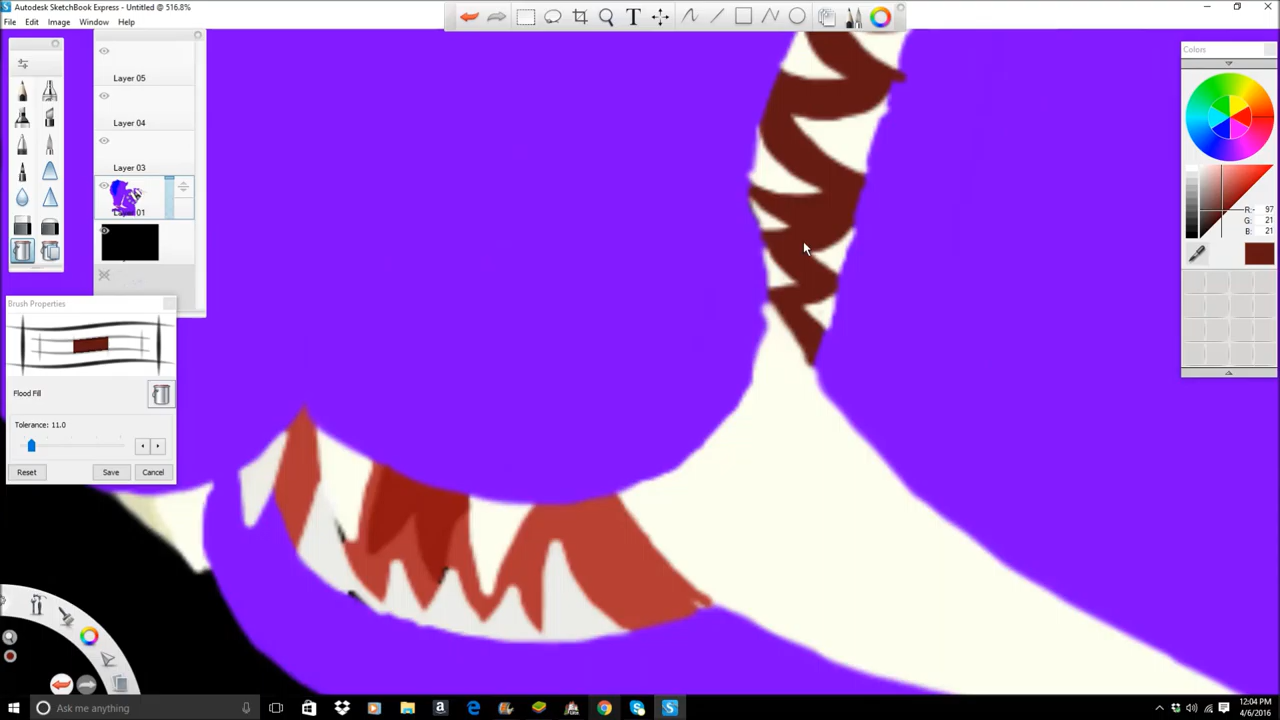 Autodesk SketchBook Express - Untitled @ 516.8%
File Edit Image Window Help
Layer 05
Layer 04
Layer 03
Layer 01
Colors
R: 97
G: 21
B: 21
Brush Properties
Flood Fill
Tolerance: 11.0
Reset Save Cancel
Ask me anything
12:04 PM
4/6/2016